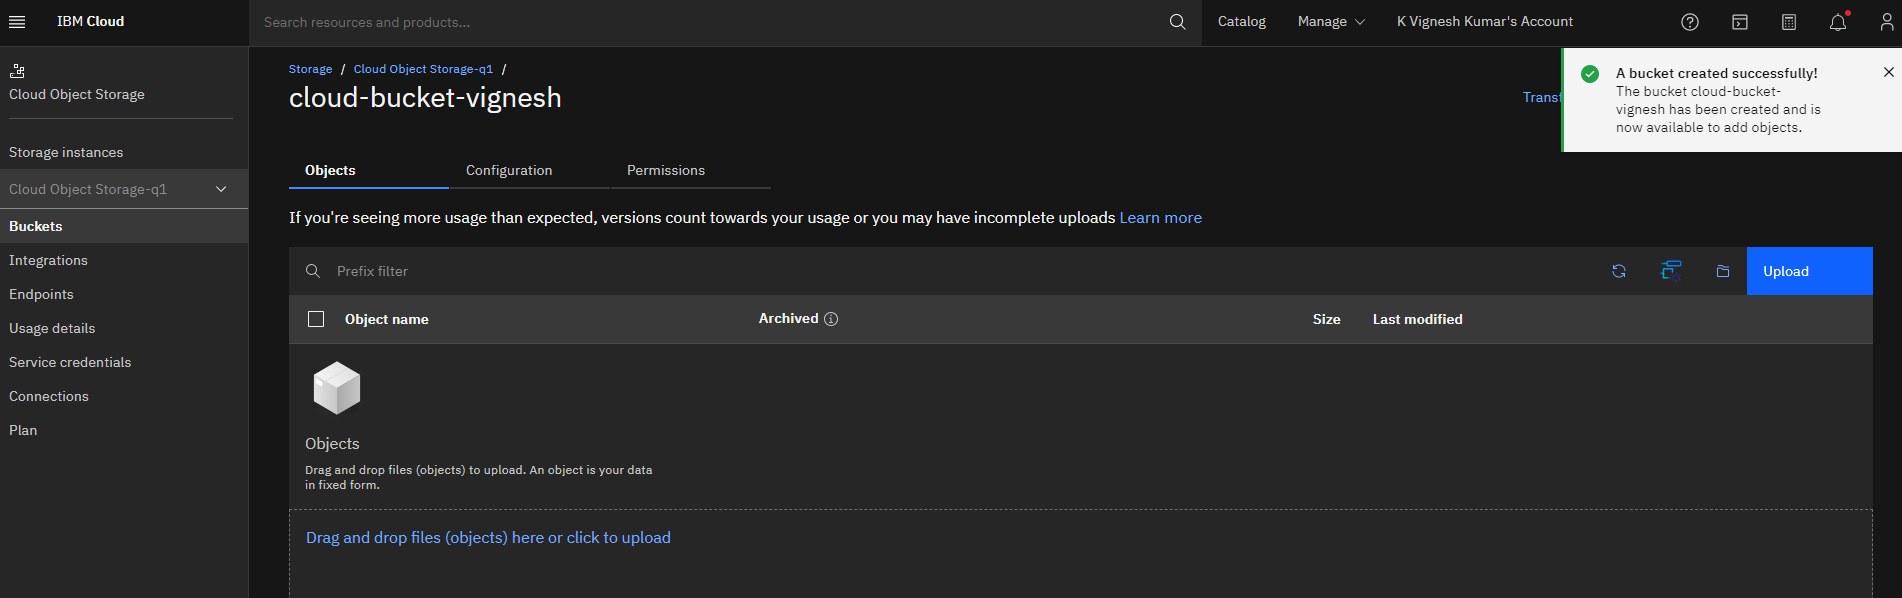 IBM Cloud
Search resources and products...
Catalog
Manage
K Vignesh Kumar's Account
Cloud Object Storage
Storage instances
Cloud Object Storage-q1
Buckets
Integrations
Endpoints
Usage details
Service credentials
Connections
Plan
Storage / Cloud Object Storage-q1 /
cloud-bucket-vignesh
Transf
A bucket created successfully!
The bucket cloud-bucket-
vignesh has been created and is
now available to add objects.
Objects
Configuration
Permissions
If you're seeing more usage than expected, versions count towards your usage or you may have incomplete uploads Learn more
Prefix filter
Upload
Object name
Archived
Size
Last modified
Objects
Drag and drop files (objects) to upload. An object is your data
in fixed form.
Drag and drop files (objects) here or click to upload